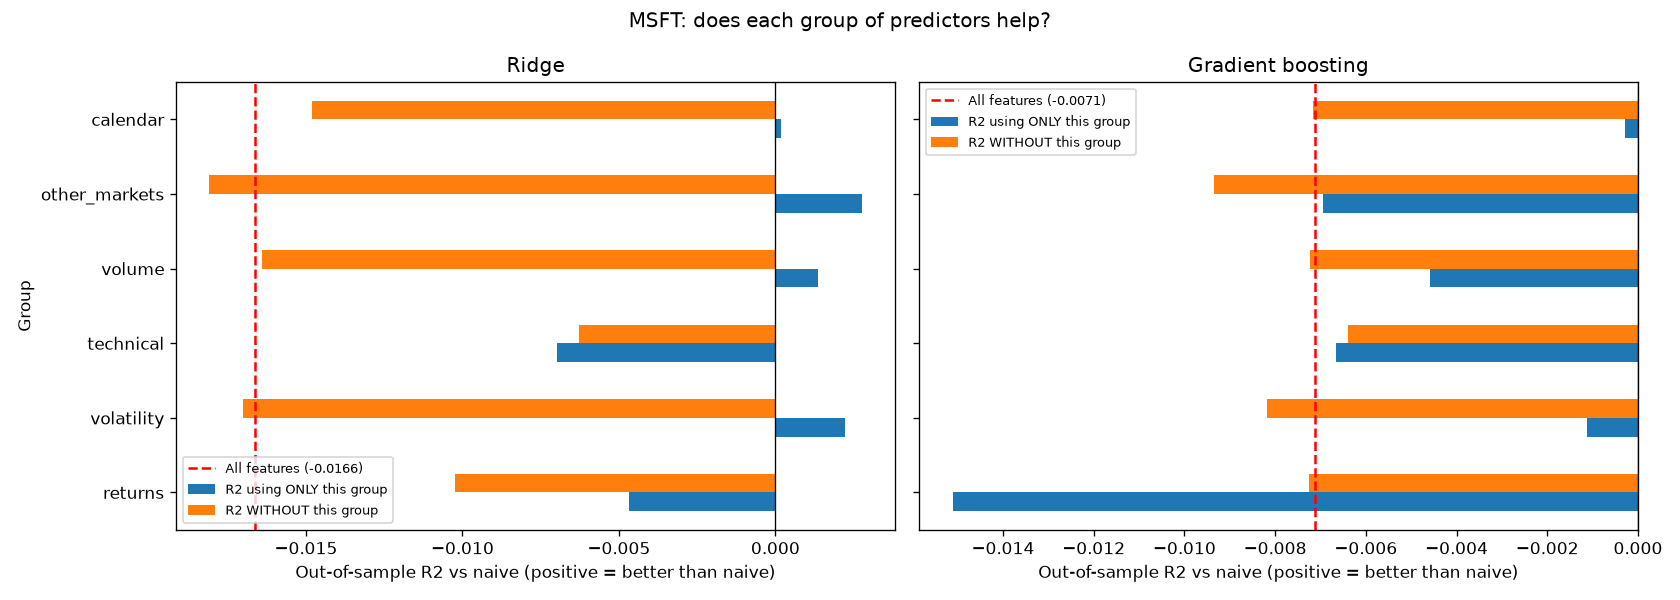 MSFT: does each group of predictors help?
Ridge
Group
calendar
other_markets
volume
technical
volatility
returns
All features (-0.0166)
R2 using ONLY this group
R2 WITHOUT this group
−0.015 −0.010 −0.005 0.000
Out-of-sample R2 vs naive (positive = better than naive)
Gradient boosting
All features (-0.0071)
R2 using ONLY this group
R2 WITHOUT this group
−0.014 −0.012 −0.010 −0.008 −0.006 −0.004 −0.002 0.000
Out-of-sample R2 vs naive (positive = better than naive)